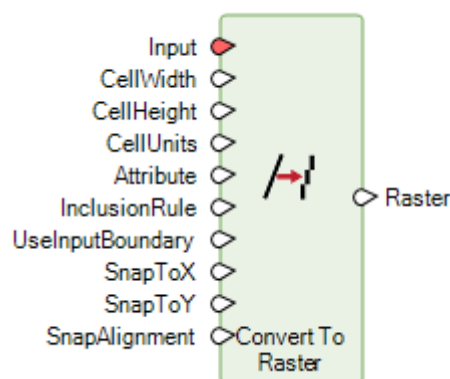 Input
CellWidth
CellHeight
CellUnits
Attribute
InclusionRule
UseInputBoundary
SnapToX
SnapToY
SnapAlignment
Convert To
Raster
Raster